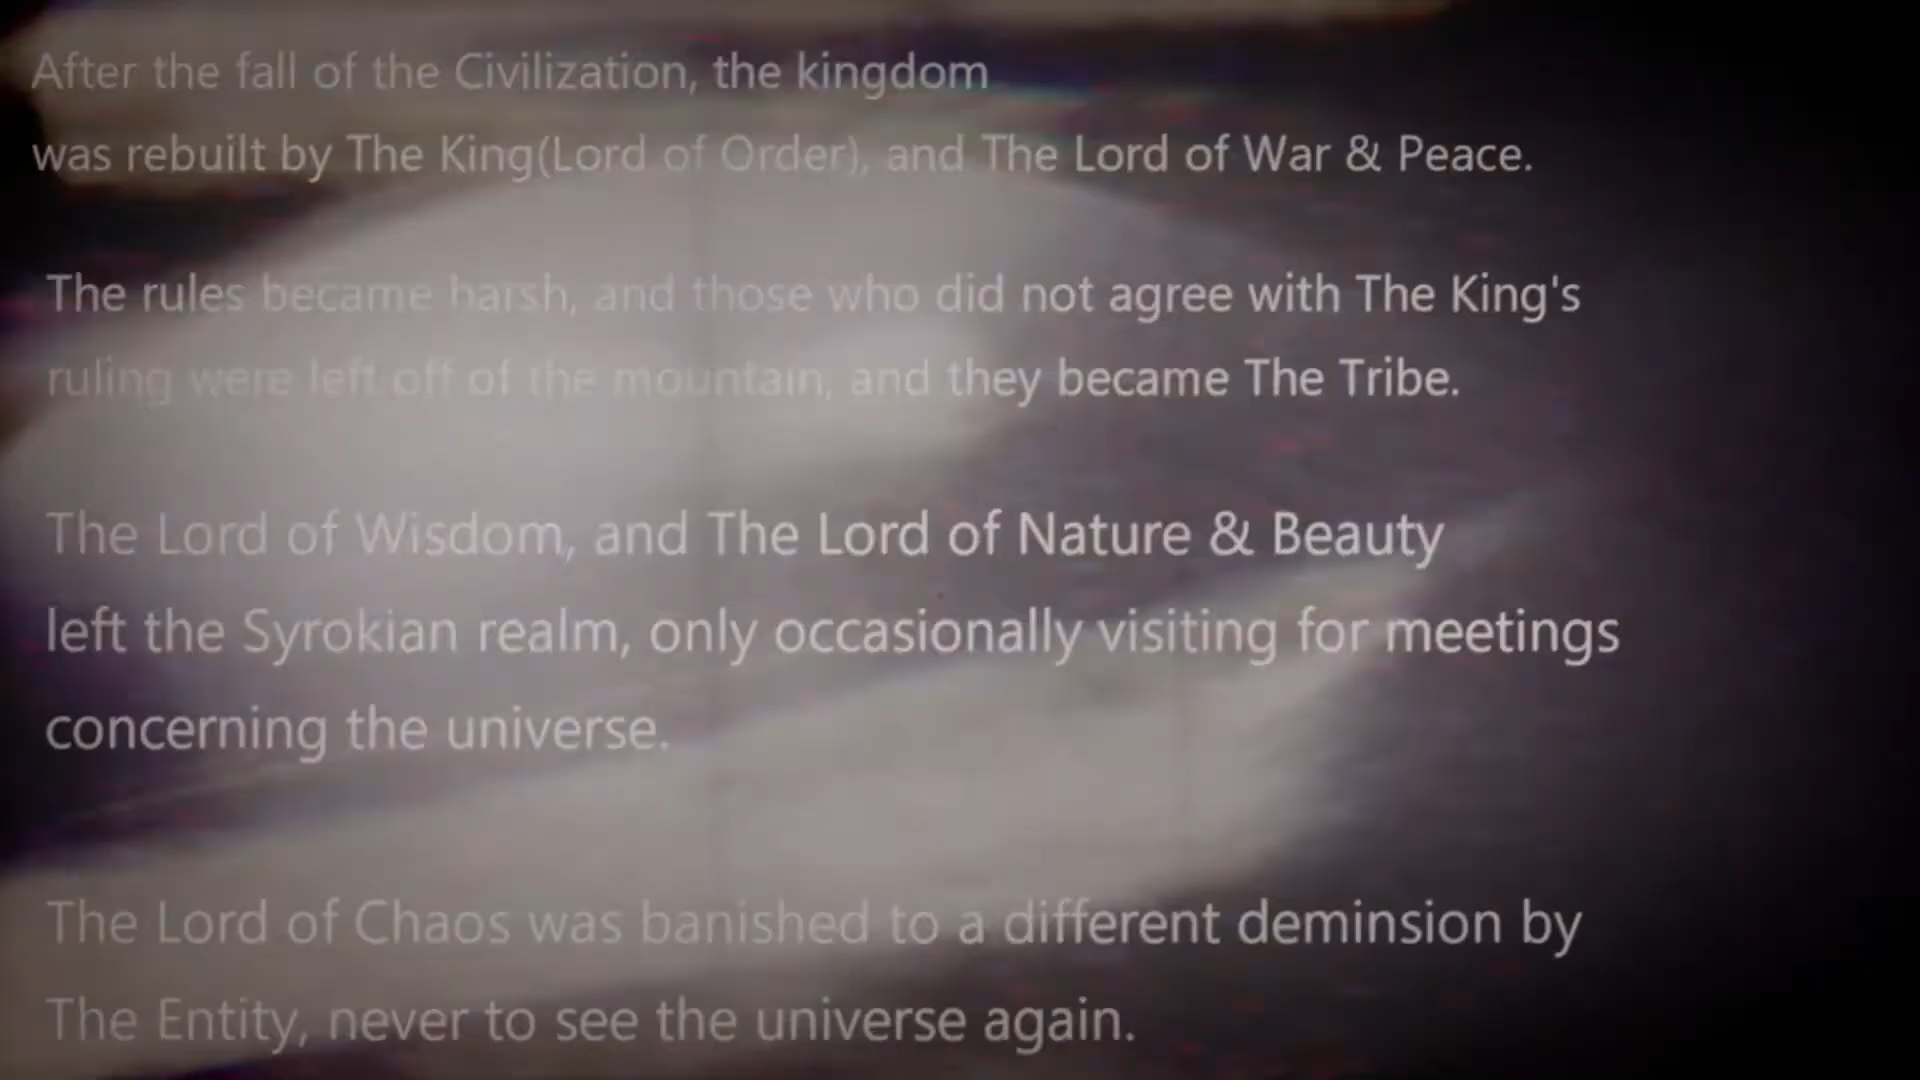 After the fall of the Civilization, the kingdom
was rebuilt by The King(Lord of Order), and The Lord of War & Peace.
The rules became harsh, and those who did not agree with The King's
ruling were left off of the mountain, and they became The Tribe.
The Lord of Wisdom, and The Lord of Nature & Beauty
left the Syrokian realm, only occasionally visiting for meetings
concerning the universe.
The Lord of Chaos was banished to a different deminsion by
The Entity, never to see the universe again.